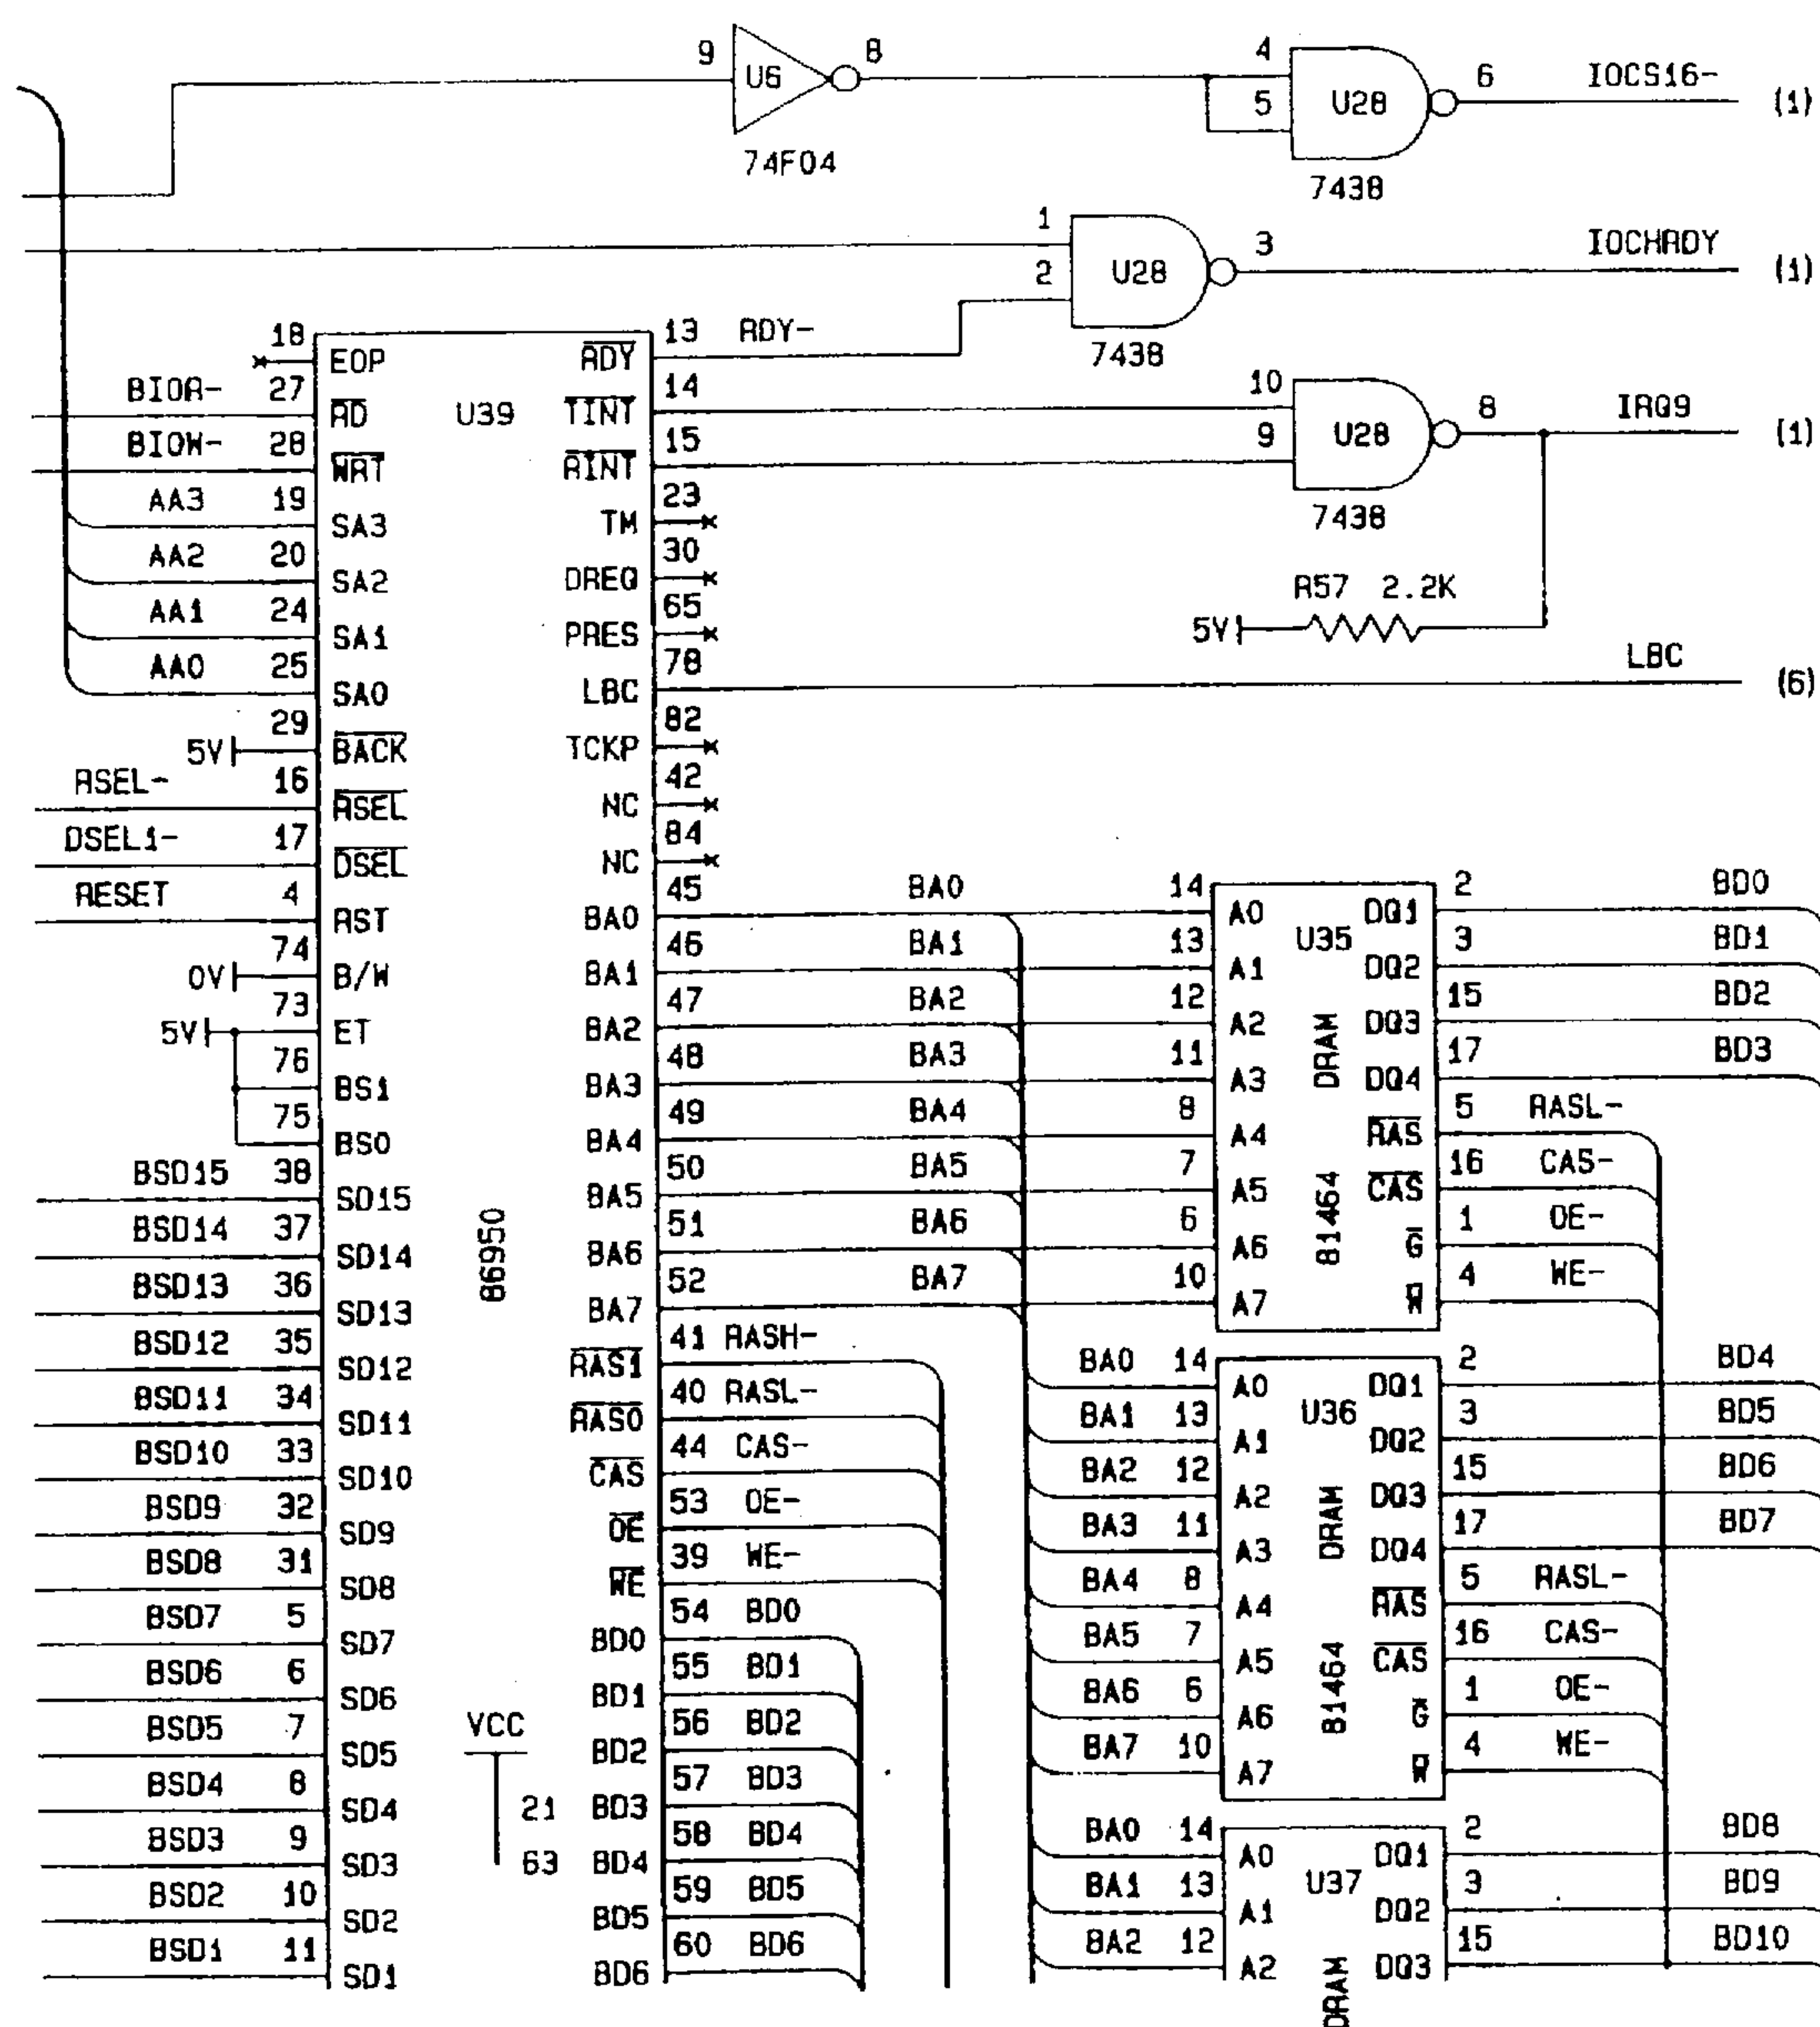 9 U6 8 4 5 U28 6 IOCS16- (1)
74F04 7438
1 2 U28 3 IOCHRDY (1)
7438
18 EOP
BIOR- 27 RD
BIOW- 28 WRT
AA3 19 SA3
AA2 20 SA2
AA1 24 SA1
AA0 25 SA0
5V 29 BACK
RSEL- 16 RSEL
DSEL1- 17 DSEL
RESET 4 RST
0V 74 B/W
5V 73 ET
76 BS1
75 BS0
BSD15 38 SD15
BSD14 37 SD14
BSD13 36 SD13
BSD12 35 SD12
BSD11 34 SD11
BSD10 33 SD10
BSD9 32 SD9
BSD8 31 SD8
BSD7 5 SD7
BSD6 6 SD6
BSD5 7 SD5
BSD4 8 SD4
BSD3 9 SD3
BSD2 10 SD2
BSD1 11 SD1
U39
86950
VCC
21
63
RDY 13 RDY-
TINT 14
RINT 15
10 9 U28 8 IRQ9 (1)
7438
R57 2.2K
5V
TM 23
DREQ 30
PRES 65
LBC 78 LBC (6)
TCKP 82
NC 42
NC 84
BA0 45 BA0
BA1 46 BA1
BA2 47 BA2
BA3 48 BA3
BA4 49 BA4
BA5 50 BA5
BA6 51 BA6
BA7 52 BA7
RAS1 41 RASH-
RAS0 40 RASL-
CAS 44 CAS-
OE 53 OE-
WE 39 WE-
BD0 54 BD0
BD1 55 BD1
BD2 56 BD2
BD3 57 BD3
BD4 58 BD4
BD5 59 BD5
BD6 60 BD6
14 A0 U35 DQ1 2 BD0
13 A1 DQ2 3 BD1
12 A2 DQ3 15 BD2
11 A3 DQ4 17 BD3
8 A4 RAS 5 RASL-
7 A5 CAS 16 CAS-
6 A6 G 1 OE-
10 A7 W 4 WE-
DRAM
81464
BA0 14 A0 U36 DQ1 2 BD4
BA1 13 A1 DQ2 3 BD5
BA2 12 A2 DQ3 15 BD6
BA3 11 A3 DQ4 17 BD7
BA4 8 A4 RAS 5 RASL-
BA5 7 A5 CAS 16 CAS-
BA6 6 A6 G 1 OE-
BA7 10 A7 W 4 WE-
DRAM
81464
BA0 14 A0 U37 DQ1 2 BD8
BA1 13 A1 DQ2 3 BD9
BA2 12 A2 DQ3 15 BD10
DRAM